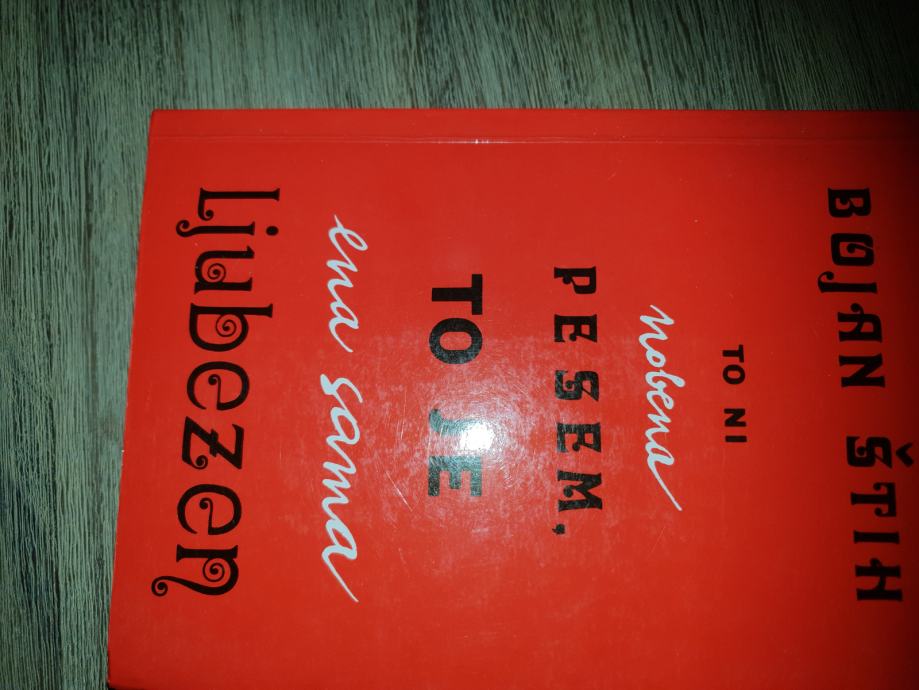 BOJAN ŠTIH
TO NI
nobena
PESEM,
TO JE
ena sama
Ljubezen